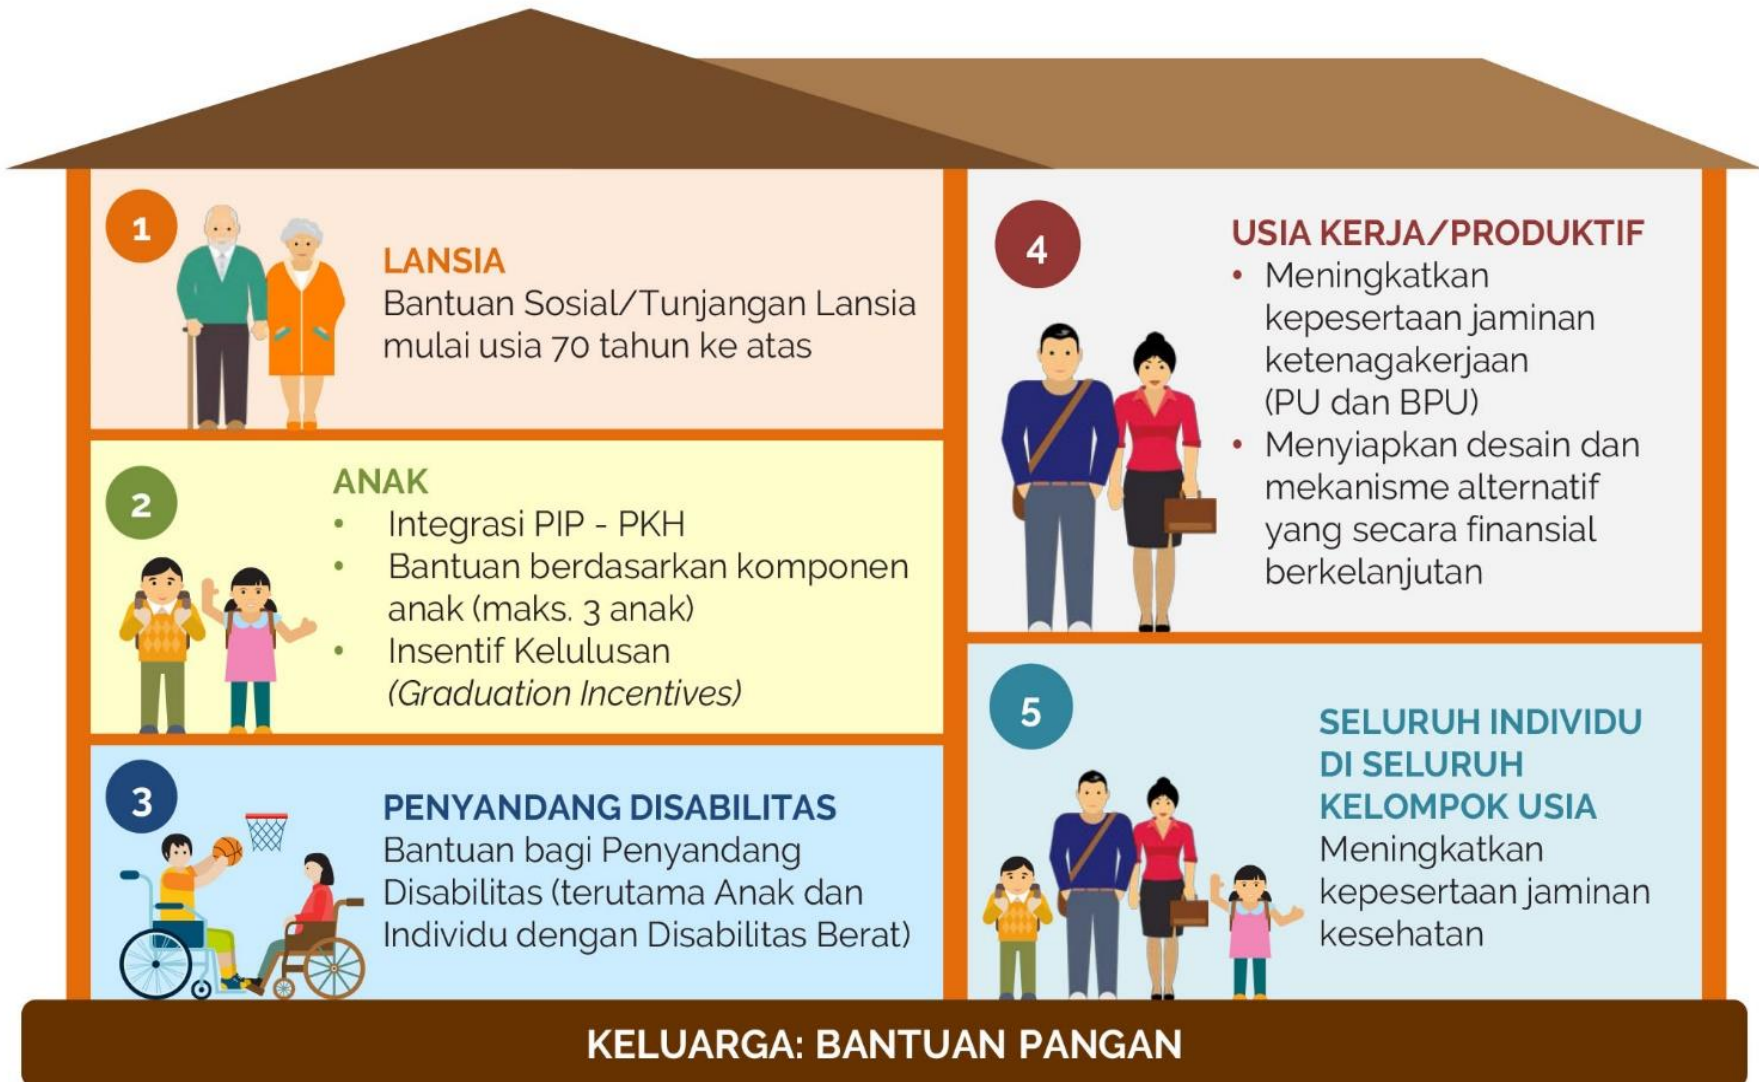 1
LANSIA
Bantuan Sosial/Tunjangan Lansia
mulai usia 70 tahun ke atas
2
ANAK
• Integrasi PIP - PKH
• Bantuan berdasarkan komponen
anak (maks. 3 anak)
• Insentif Kelulusan
(Graduation Incentives)
3
PENYANDANG DISABILITAS
Bantuan bagi Penyandang
Disabilitas (terutama Anak dan
Individu dengan Disabilitas Berat)
4
USIA KERJA/PRODUKTIF
• Meningkatkan
kepesertaan jaminan
ketenagakerjaan
(PU dan BPU)
• Menyiapkan desain dan
mekanisme alternatif
yang secara finansial
berkelanjutan
5
SELURUH INDIVIDU
DI SELURUH
KELOMPOK USIA
Meningkatkan
kepesertaan jaminan
kesehatan
KELUARGA: BANTUAN PANGAN